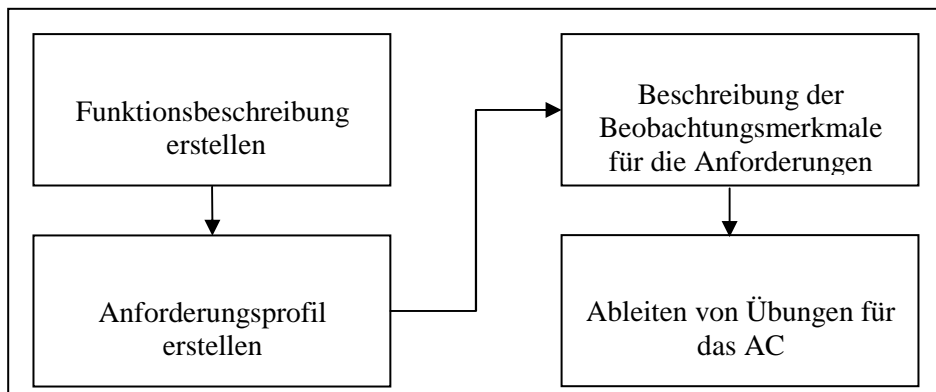 Funktionsbeschreibung
erstellen
Anforderungsprofil
erstellen
Beschreibung der
Beobachtungsmerkmale
für die Anforderungen
Ableiten von Übungen für
das AC